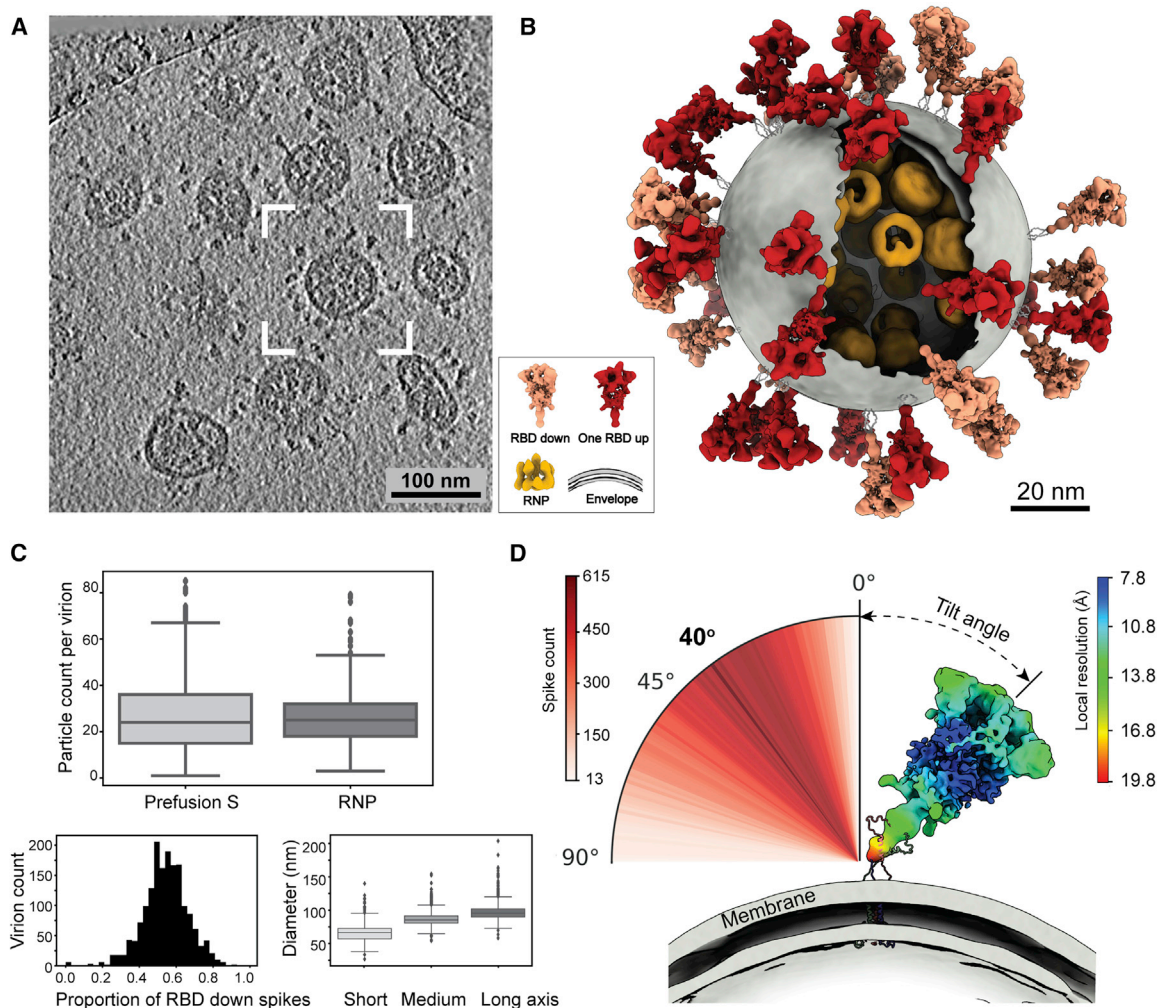 A
100 nm
B
RBD down
One RBD up
RNP
Envelope
20 nm
C
Particle count per virion
80
60
40
20
0
Prefusion S
RNP
Virion count
200
150
100
50
0
0.0
0.2
0.4
0.6
0.8
1.0
Proportion of RBD down spikes
Diameter (nm)
200
150
100
50
Short
Medium
Long axis
D
Spike count
615
450
300
150
13
0°
40°
45°
90°
Tilt angle
Local resolution (Å)
7.8
10.8
13.8
16.8
19.8
Membrane